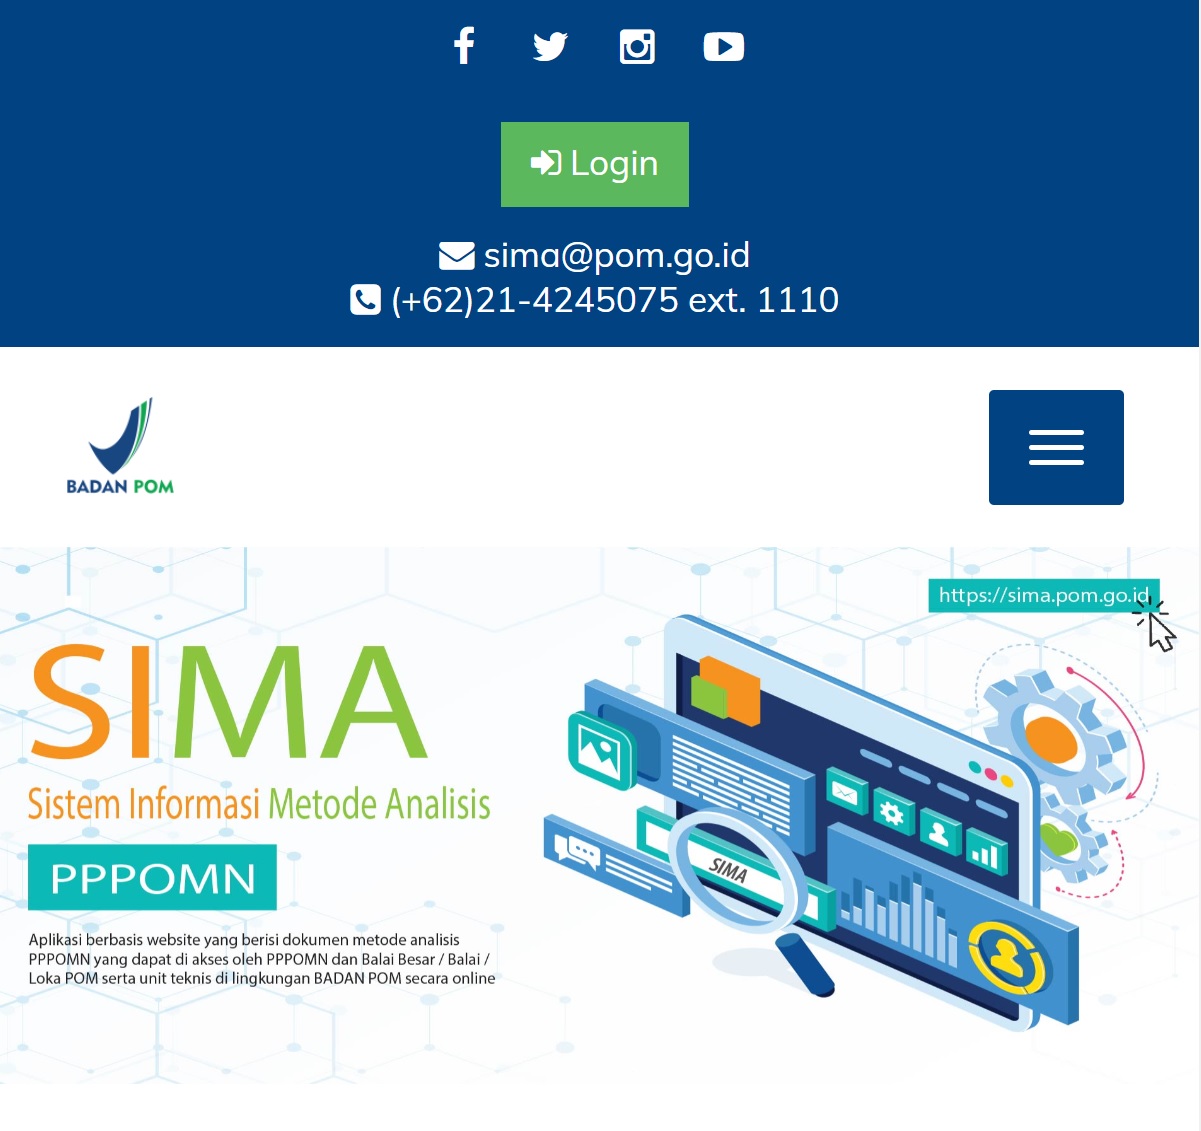 Login
sima@pom.go.id
(+62)21-4245075 ext. 1110
BADAN POM
https://sima.pom.go.id
SIMA
Sistem Informasi Metode Analisis
PPPOMN
Aplikasi berbasis website yang berisi dokumen metode analisis
PPPOMN yang dapat di akses oleh PPPOMN dan Balai Besar / Balai /
Loka POM serta unit teknis di lingkungan BADAN POM secara online
SIMA